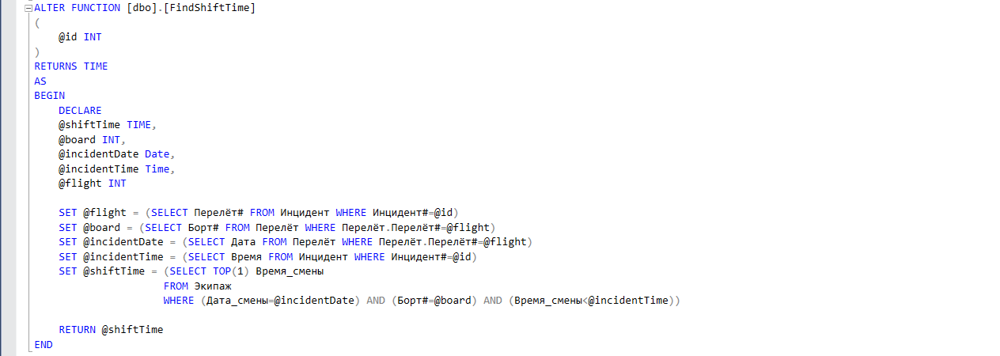 ALTER FUNCTION [dbo].[FindShiftTime]
(
@id INT
)
RETURNS TIME
AS
BEGIN
DECLARE
@shiftTime TIME,
@board INT,
@incidentDate Date,
@incidentTime Time,
@flight INT
SET @flight = (SELECT Перелёт# FROM Инцидент WHERE Инцидент#=@id)
SET @board = (SELECT Борт# FROM Перелёт WHERE Перелёт.Перелёт#=@flight)
SET @incidentDate = (SELECT Дата FROM Перелёт WHERE Перелёт.Перелёт#=@flight)
SET @incidentTime = (SELECT Время FROM Инцидент WHERE Инцидент#=@id)
SET @shiftTime = (SELECT TOP(1) Время_смены
FROM Экипаж
WHERE (Дата_смены=@incidentDate) AND (Борт#=@board) AND (Время_смены<@incidentTime))
RETURN @shiftTime
END